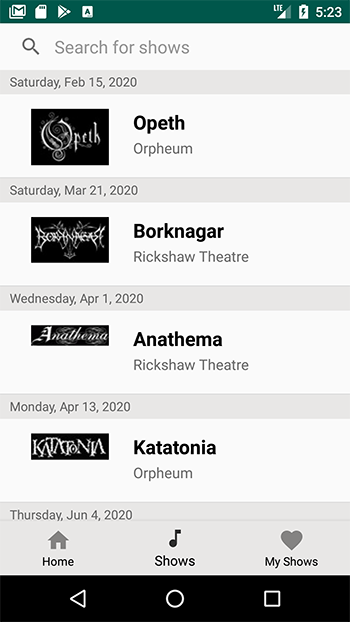 A
LTE
5:23
Search for shows
Saturday, Feb 15, 2020
Opeth
Opeth
Orpheum
Saturday, Mar 21, 2020
BORKNAGAR
Borknagar
Rickshaw Theatre
Wednesday, Apr 1, 2020
Anathema
Anathema
Rickshaw Theatre
Monday, Apr 13, 2020
KATATONIA
Katatonia
Orpheum
Thursday, Jun 4, 2020
Home
Shows
My Shows